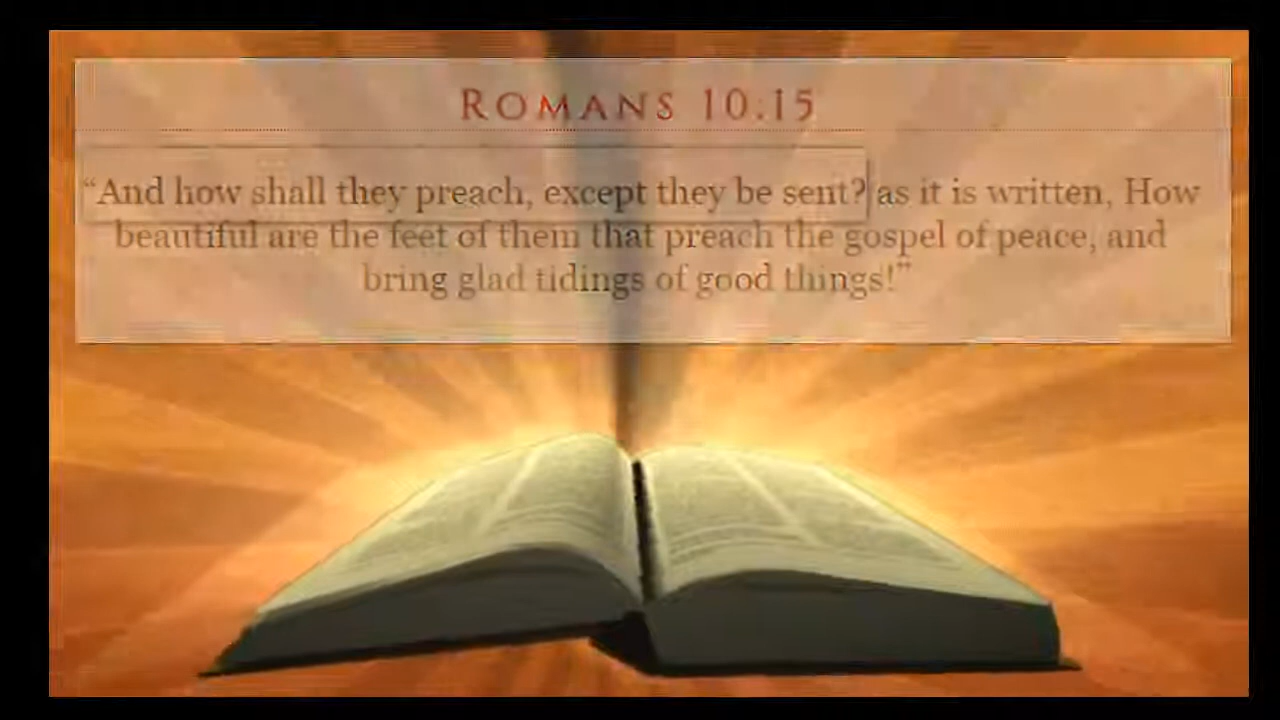 ROMANS 10:15
“And how shall they preach, except they be sent? as it is written, How
beautiful are the feet of them that preach the gospel of peace, and
bring glad tidings of good things!”